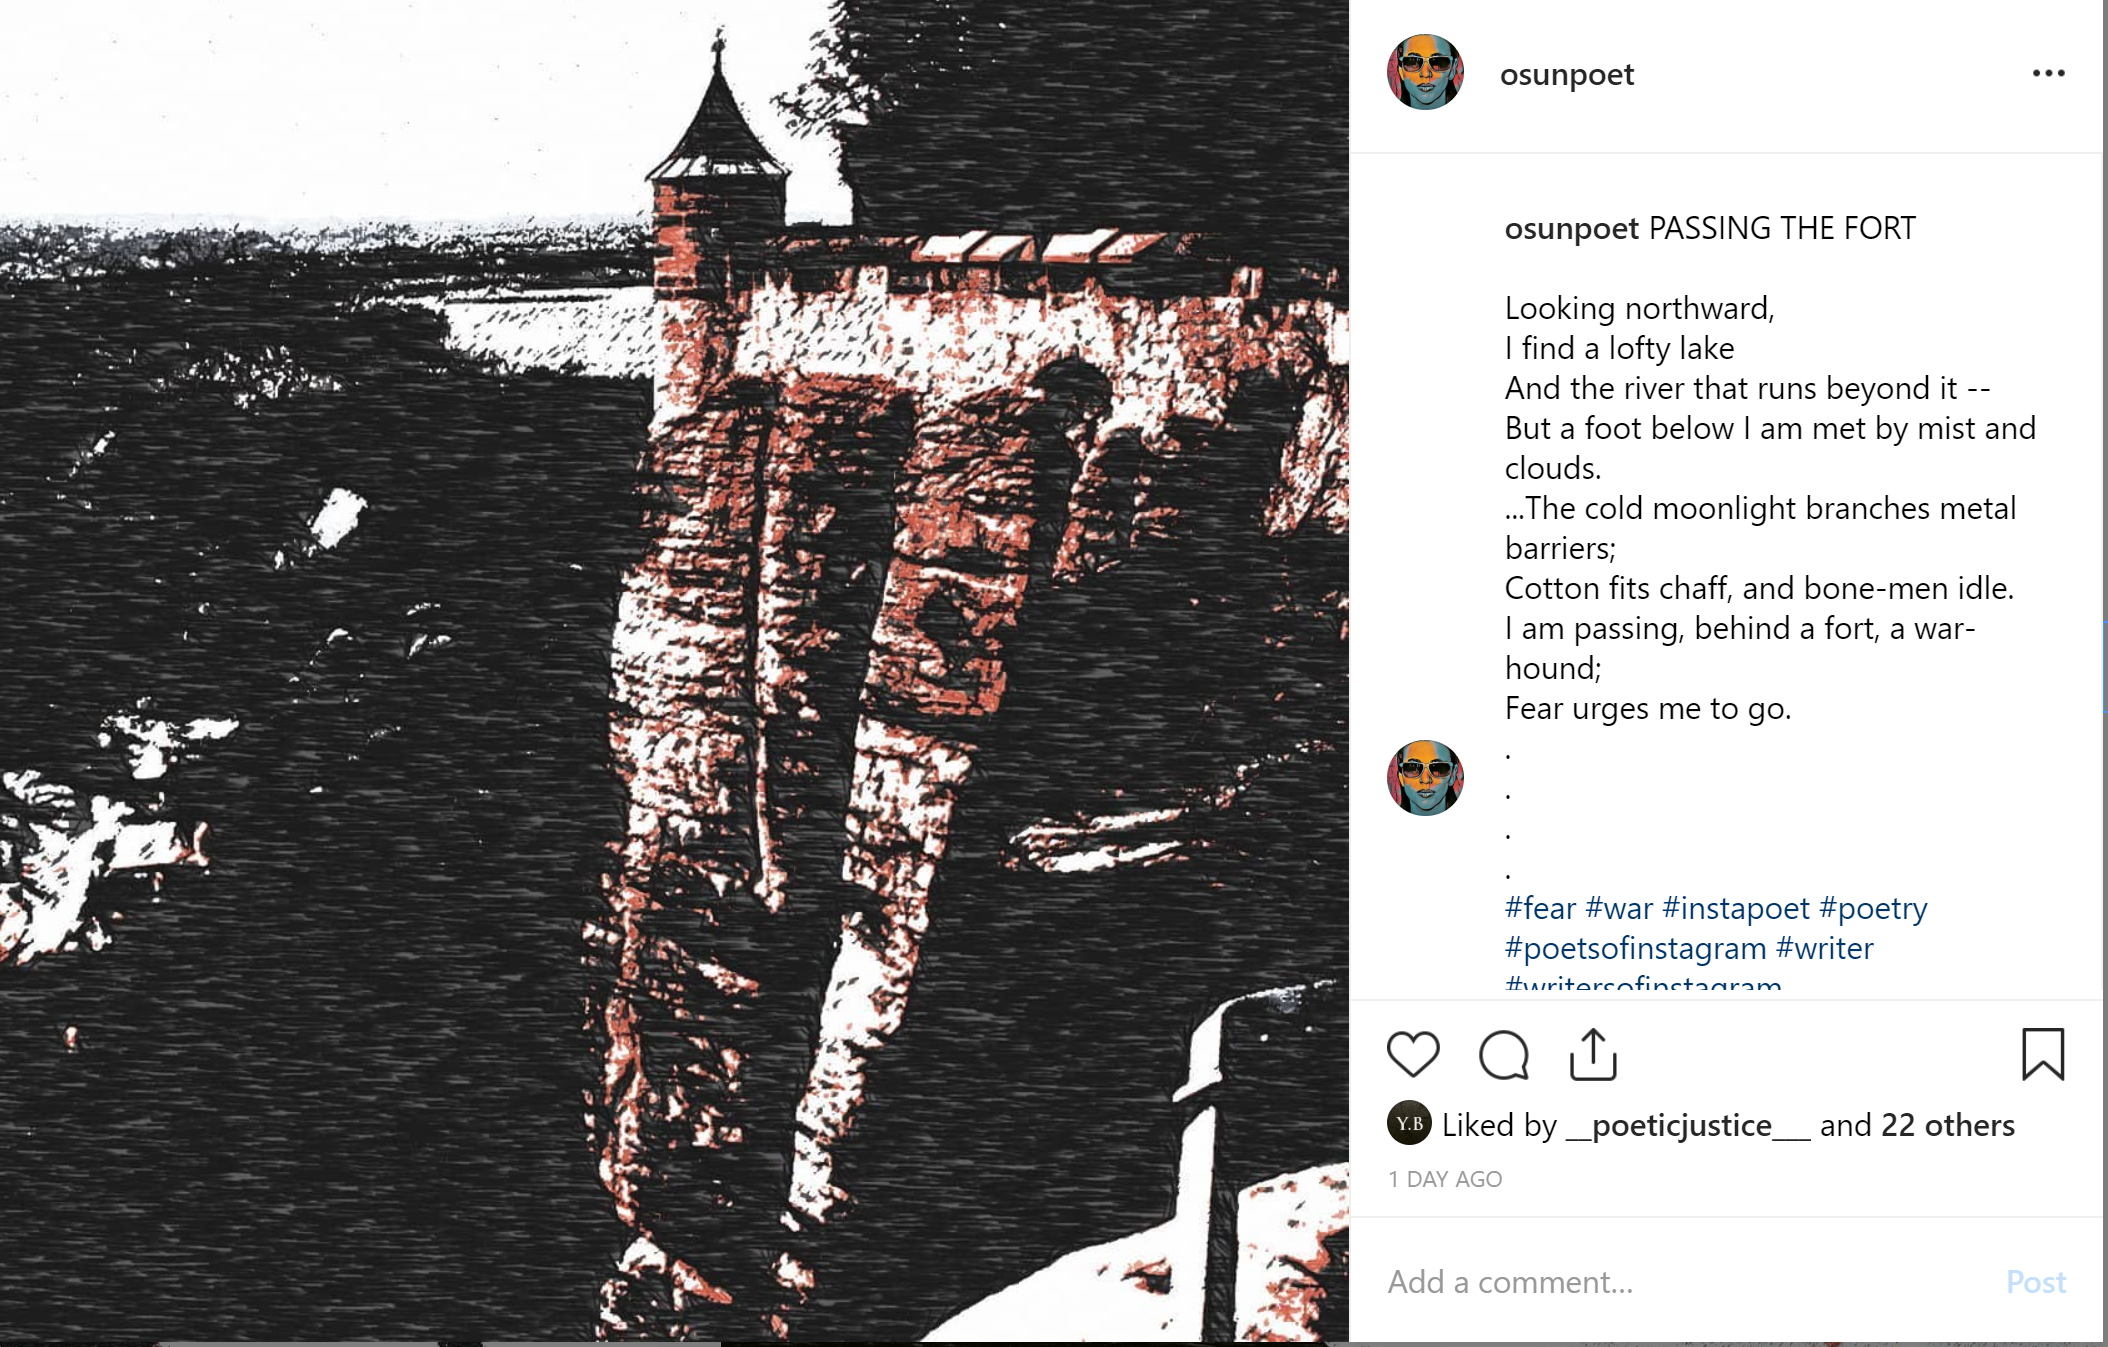 osunpoet
osunpoet PASSING THE FORT
Looking northward,
I find a lofty lake
And the river that runs beyond it --
But a foot below I am met by mist and
clouds.
...The cold moonlight branches metal
barriers;
Cotton fits chaff, and bone-men idle.
I am passing, behind a fort, a war-
hound;
Fear urges me to go.
.
.
.
.
#fear #war #instapoet #poetry
#poetsofinstagram #writer
#writersofinstagram
Y.B Liked by __poeticjustice___ and 22 others
1 DAY AGO
Add a comment... Post